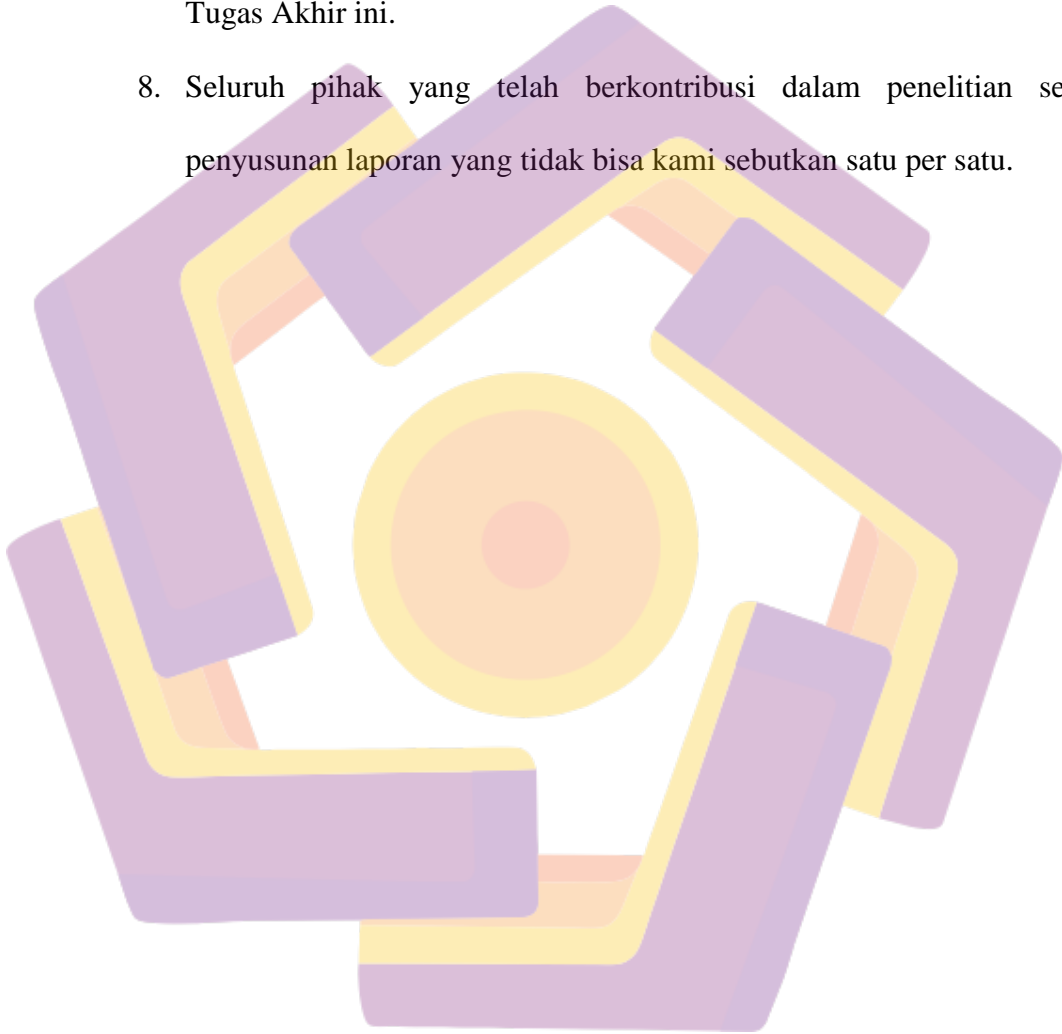 Tugas Akhir ini.
8. Seluruh pihak yang telah berkontribusi dalam penelitian se
penyusunan laporan yang tidak bisa kami sebutkan satu per satu.